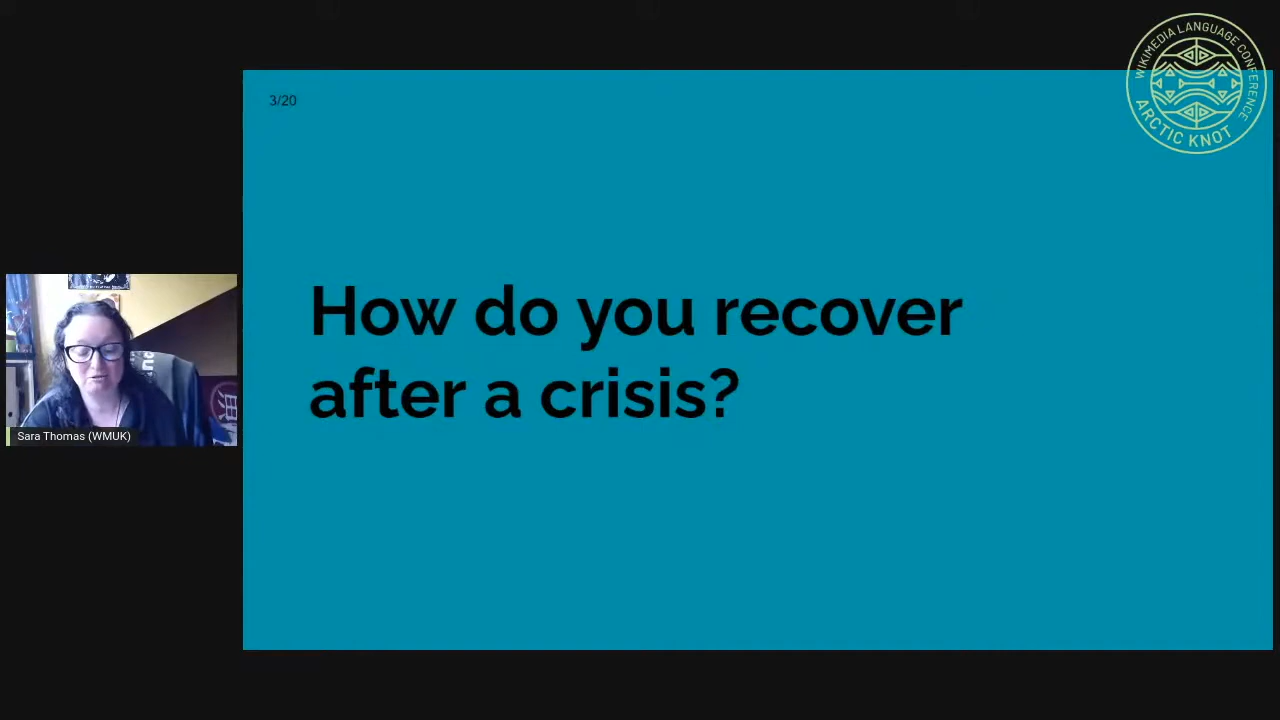 3/20
WIKIMEDIA LANGUAGE CONFERENCE
ARCTIC KNOT
How do you recover
after a crisis?
Sara Thomas (WMUK)